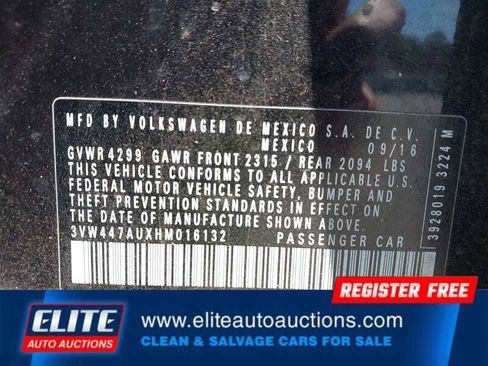 MFD BY VOLKSWAGEN DE MEXICO S.A. DE C.V.
MEXICO 09/16
GVWR 4299 GAWR FRONT 2315 / REAR 2094 LBS
THIS VEHICLE CONFORMS TO ALL APPLICABLE U.S.
FEDERAL MOTOR VEHICLE SAFETY, BUMPER AND
THEFT PREVENTION STANDARDS IN EFFECT ON
THE DATE OF MANUFACTURE SHOWN ABOVE.
3VW447AUXHM016132 PASSENGER CAR
3928019 3224 M
REGISTER FREE
ELITE
AUTO AUCTIONS
www.eliteautoauctions.com
CLEAN & SALVAGE CARS FOR SALE